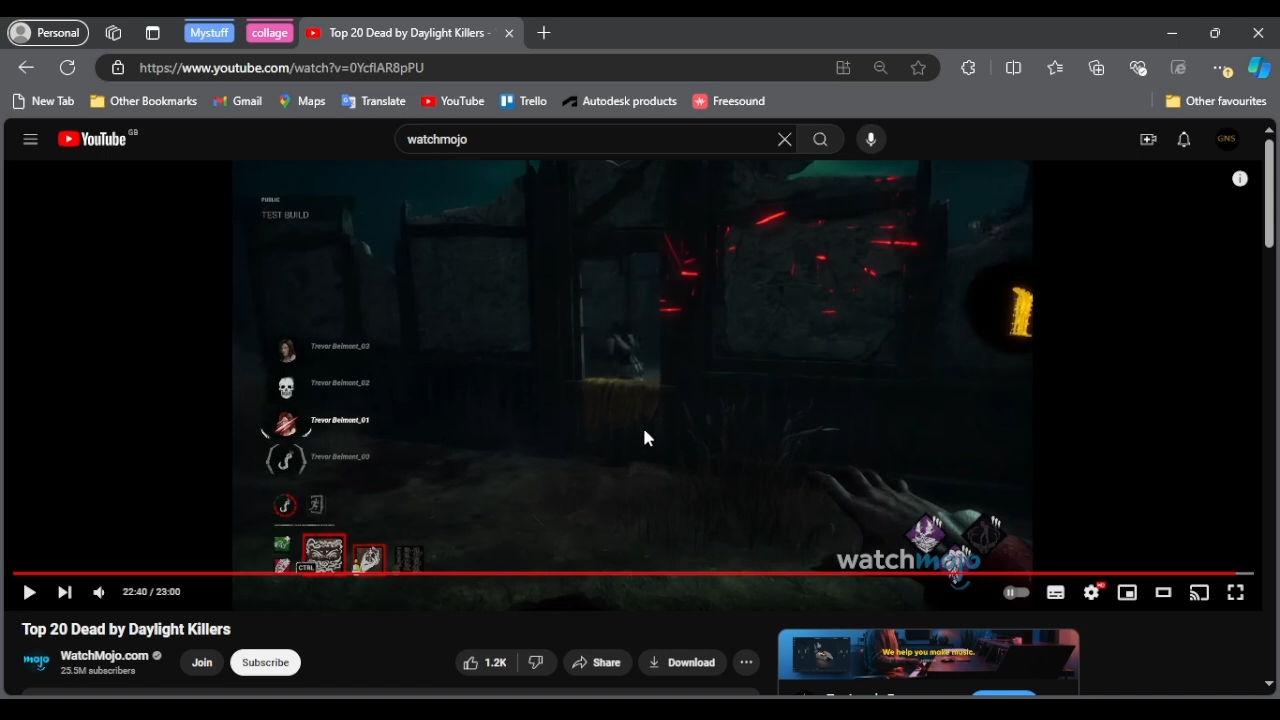 Personal
Mystuff
collage
Top 20 Dead by Daylight Killers -
https://www.youtube.com/watch?v=0YcflAR8pPU
New Tab
Other Bookmarks
Gmail
Maps
Translate
YouTube
Trello
Autodesk products
Freesound
Other favourites
YouTube GB
watchmojo
GNS
PUBLIC
TEST BUILD
Trevor Belmont_03
Trevor Belmont_02
Trevor Belmont_01
Trevor Belmont_00
CTRL
watchmojo
22:40 / 23:00
HD
Top 20 Dead by Daylight Killers
mojo
WatchMojo.com
25.5M subscribers
Join
Subscribe
1.2K
Share
Download
We help you make music.